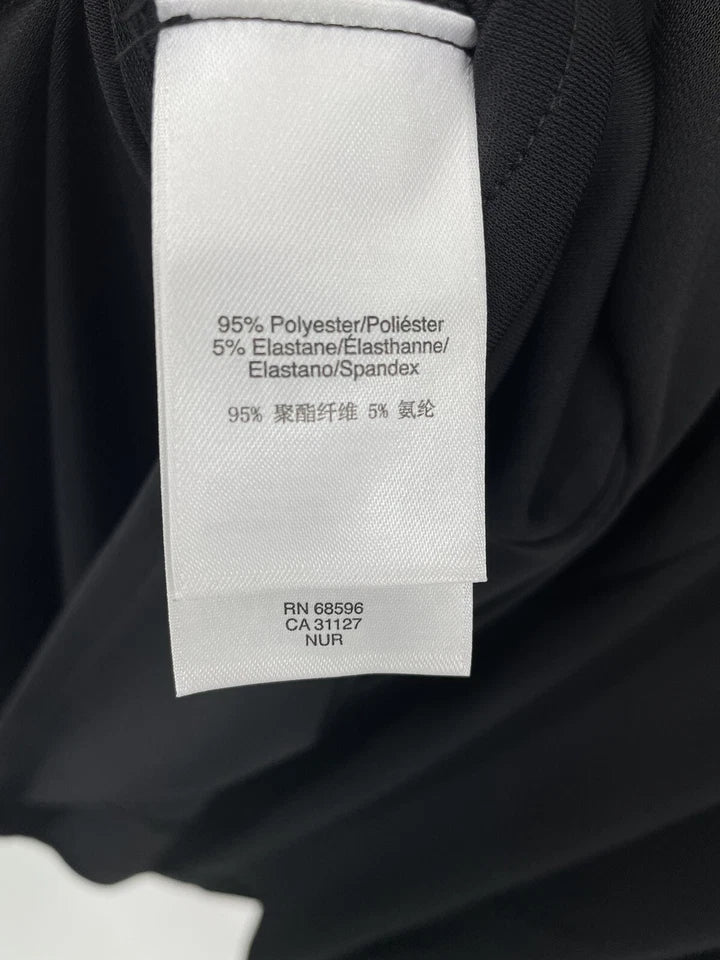 95% Polyester/Poliéster
5% Elastane/Élasthanne/
Elastano/Spandex
95% 聚酯纤维 5% 氨纶
RN 68596
CA 31127
NUR